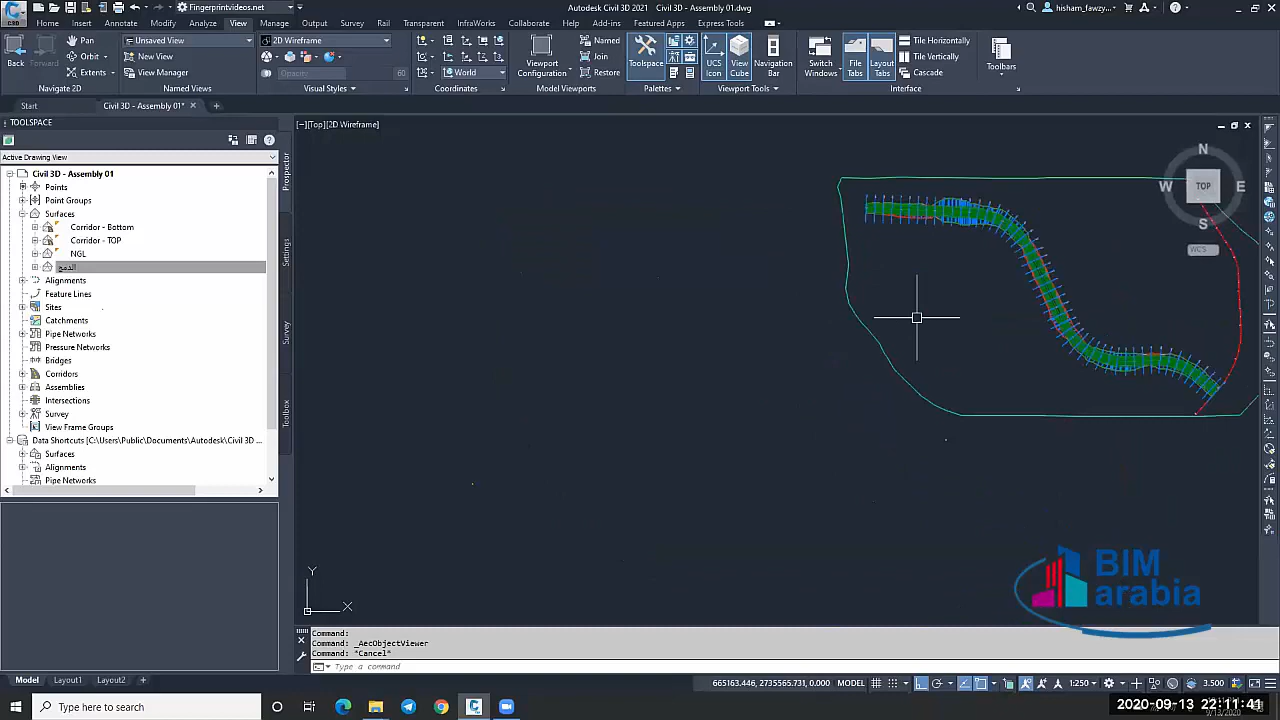 Autodesk Civil 3D 2021 Civil 3D - Assembly 01.dwg
Fingerprintvideos.net
hisham_fawzy...
Home Insert Annotate Modify Analyze View Manage Output Survey Rail Transparent InfraWorks Collaborate Help Add-ins Featured Apps Express Tools
Back
Forward
Pan
Orbit
Extents
Navigate 2D
Unsaved View
New View
View Manager
Named Views
2D Wireframe
Opacity 60
Visual Styles
World
Coordinates
Viewport
Configuration
Named
Join
Restore
Model Viewports
Toolspace
Palettes
UCS
Icon
View
Cube
Navigation
Bar
Viewport Tools
Switch
Windows
File
Tabs
Layout
Tabs
Tile Horizontally
Tile Vertically
Cascade
Interface
Toolbars
Start
Civil 3D - Assembly 01*
TOOLSPACE
Active Drawing View
Civil 3D - Assembly 01
Points
Point Groups
Surfaces
Corridor - Bottom
Corridor - TOP
NGL
الدمج
Alignments
Feature Lines
Sites
Catchments
Pipe Networks
Pressure Networks
Bridges
Corridors
Assemblies
Intersections
Survey
View Frame Groups
Data Shortcuts [C:\Users\Public\Documents\Autodesk\Civil 3D ...
Surfaces
Alignments
Pipe Networks
Prospector
Settings
Survey
Toolbox
[−][Top][2D Wireframe]
N
W TOP E
S
WCS
Y
X
BIM
arabia
Command:
Command: _AecObjectViewer
Command: *Cancel*
Type a command
Model Layout1 Layout2
665163.446, 2735565.731, 0.000 MODEL 1:250 3.500
Type here to search
2020-09-13 22:11:41
9/13/2020